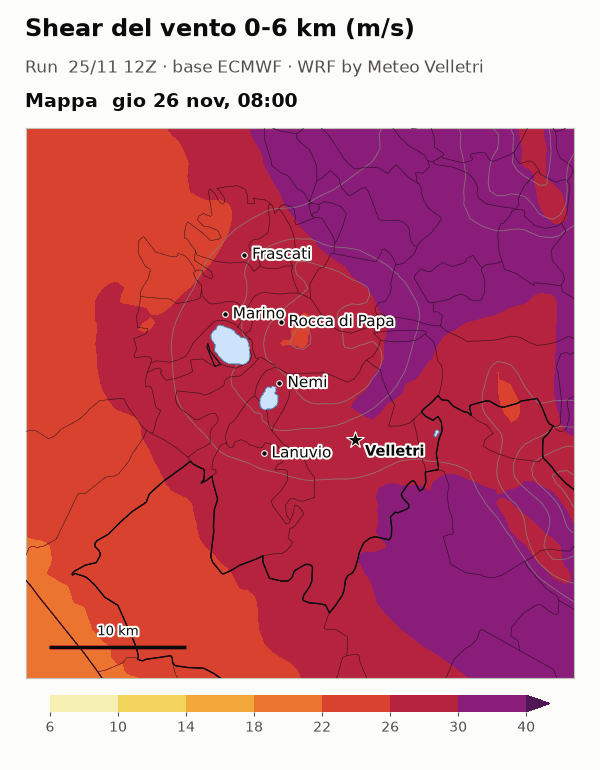 Shear del vento 0-6 km (m/s)
Run  25/11 12Z · base ECMWF · WRF by Meteo Velletri
Mappa  gio 26 nov, 08:00
Frascati
Marino
Rocca di Papa
Nemi
Velletri
Lanuvio
10 km
6 10 14 18 22 26 30 40